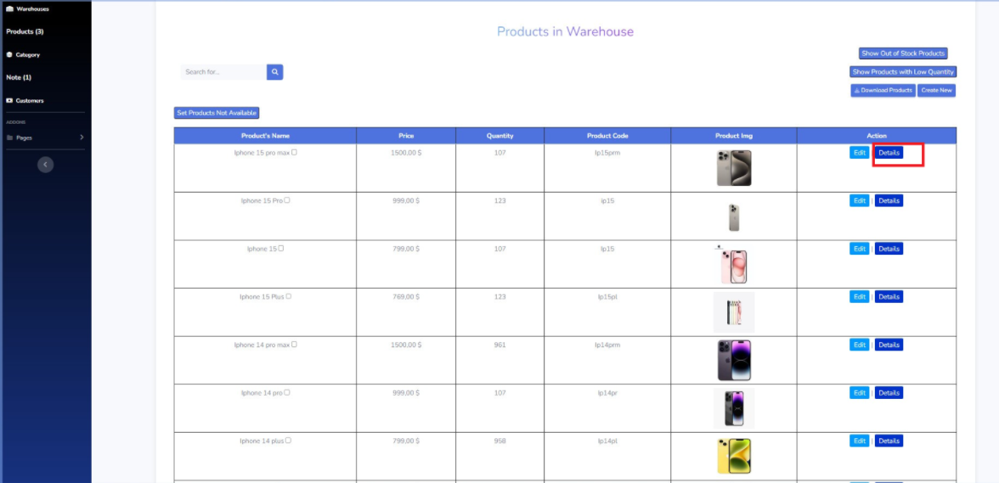 Warehouses
Products (3)
Category
Note (1)
Customers
ADDONS
Pages
Products in Warehouse
Show Out of Stock Products
Search for...
Show Products with Low Quantity
Download Products Create New
Set Products Not Available
Product's Name Price Quantity Product Code Product Img Action
Iphone 15 pro max 1500,00 $ 107 Ip15prm Edit | Details
Iphone 15 Pro 999,00 $ 123 ip15 Edit | Details
Iphone 15 799,00 $ 107 Ip15 Edit | Details
Iphone 15 Plus 769,00 $ 123 Ip15pl Edit | Details
Iphone 14 pro max 1500,00 $ 961 Ip14prm Edit | Details
Iphone 14 pro 999,00 $ 107 Ip14pr Edit | Details
Iphone 14 plus 799,00 $ 958 Ip14pl Edit | Details